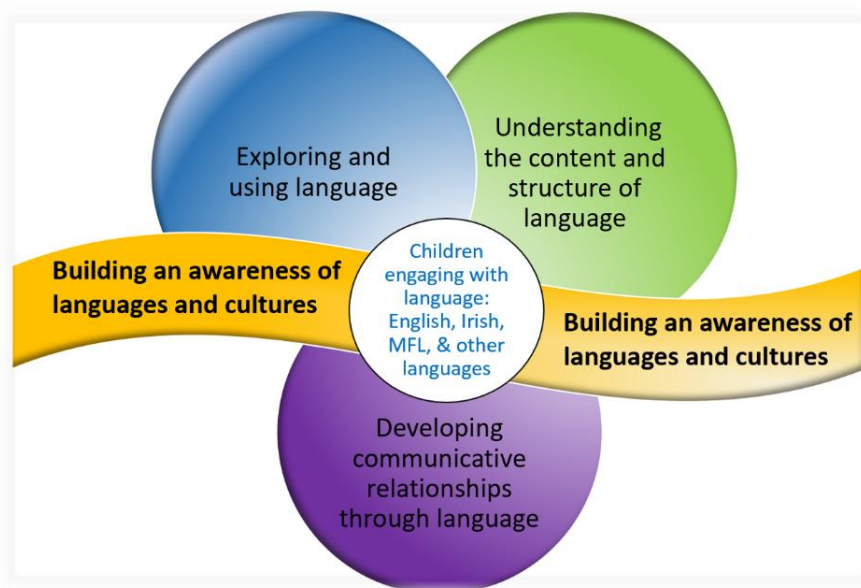 Exploring and
using language
Understanding
the content and
structure of
language
Building an awareness of
languages and cultures
Children
engaging with
language:
English, Irish,
MFL, & other
languages
Building an awareness of
languages and cultures
Developing
communicative
relationships
through language